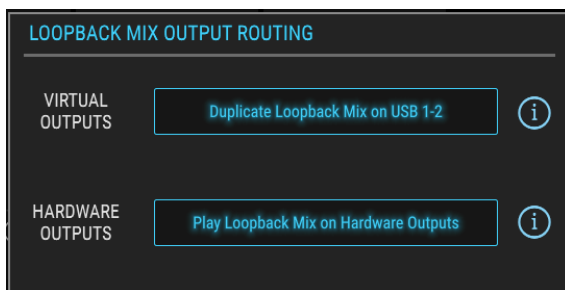 LOOPBACK MIX OUTPUT ROUTING
VIRTUAL
OUTPUTS
Duplicate Loopback Mix on USB 1-2
i
HARDWARE
OUTPUTS
Play Loopback Mix on Hardware Outputs
i